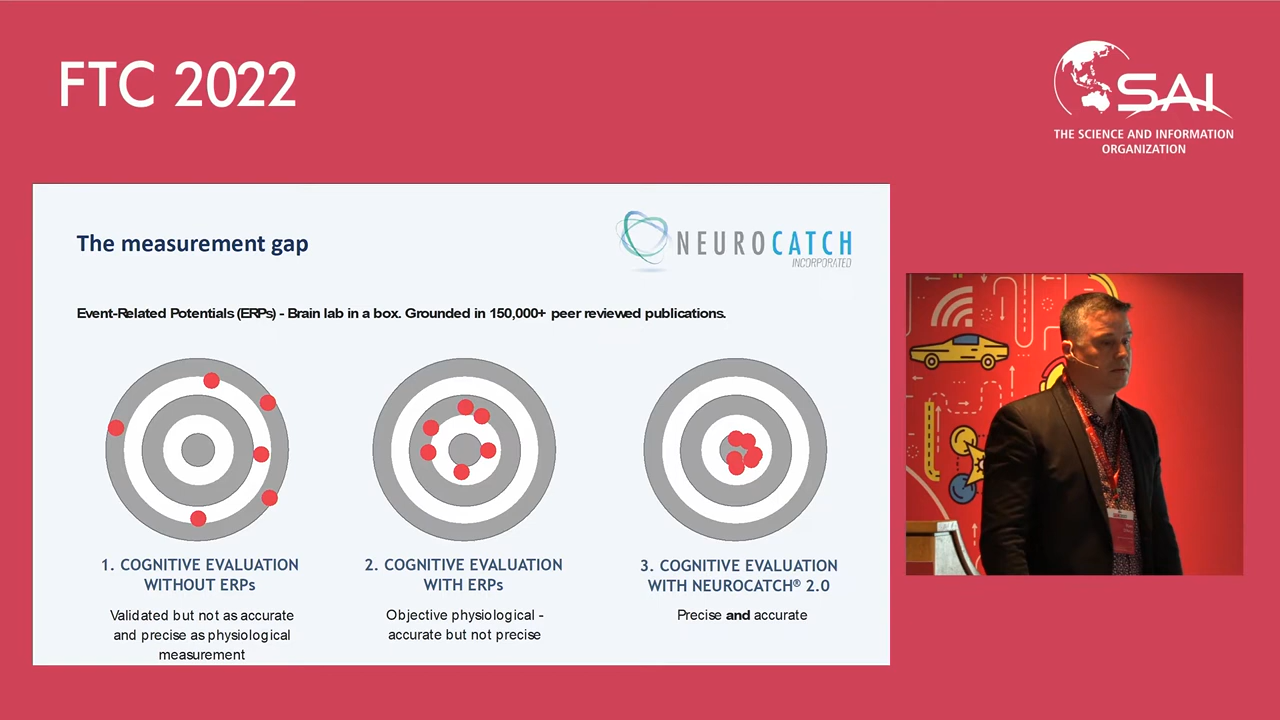 FTC 2022
SAI
THE SCIENCE AND INFORMATION
ORGANIZATION
The measurement gap
NEUROCATCH
INCORPORATED
Event-Related Potentials (ERPs) - Brain lab in a box. Grounded in 150,000+ peer reviewed publications.
1. COGNITIVE EVALUATION
WITHOUT ERPs
Validated but not as accurate
and precise as physiological
measurement
2. COGNITIVE EVALUATION
WITH ERPs
Objective physiological -
accurate but not precise
3. COGNITIVE EVALUATION
WITH NEUROCATCH® 2.0
Precise and accurate